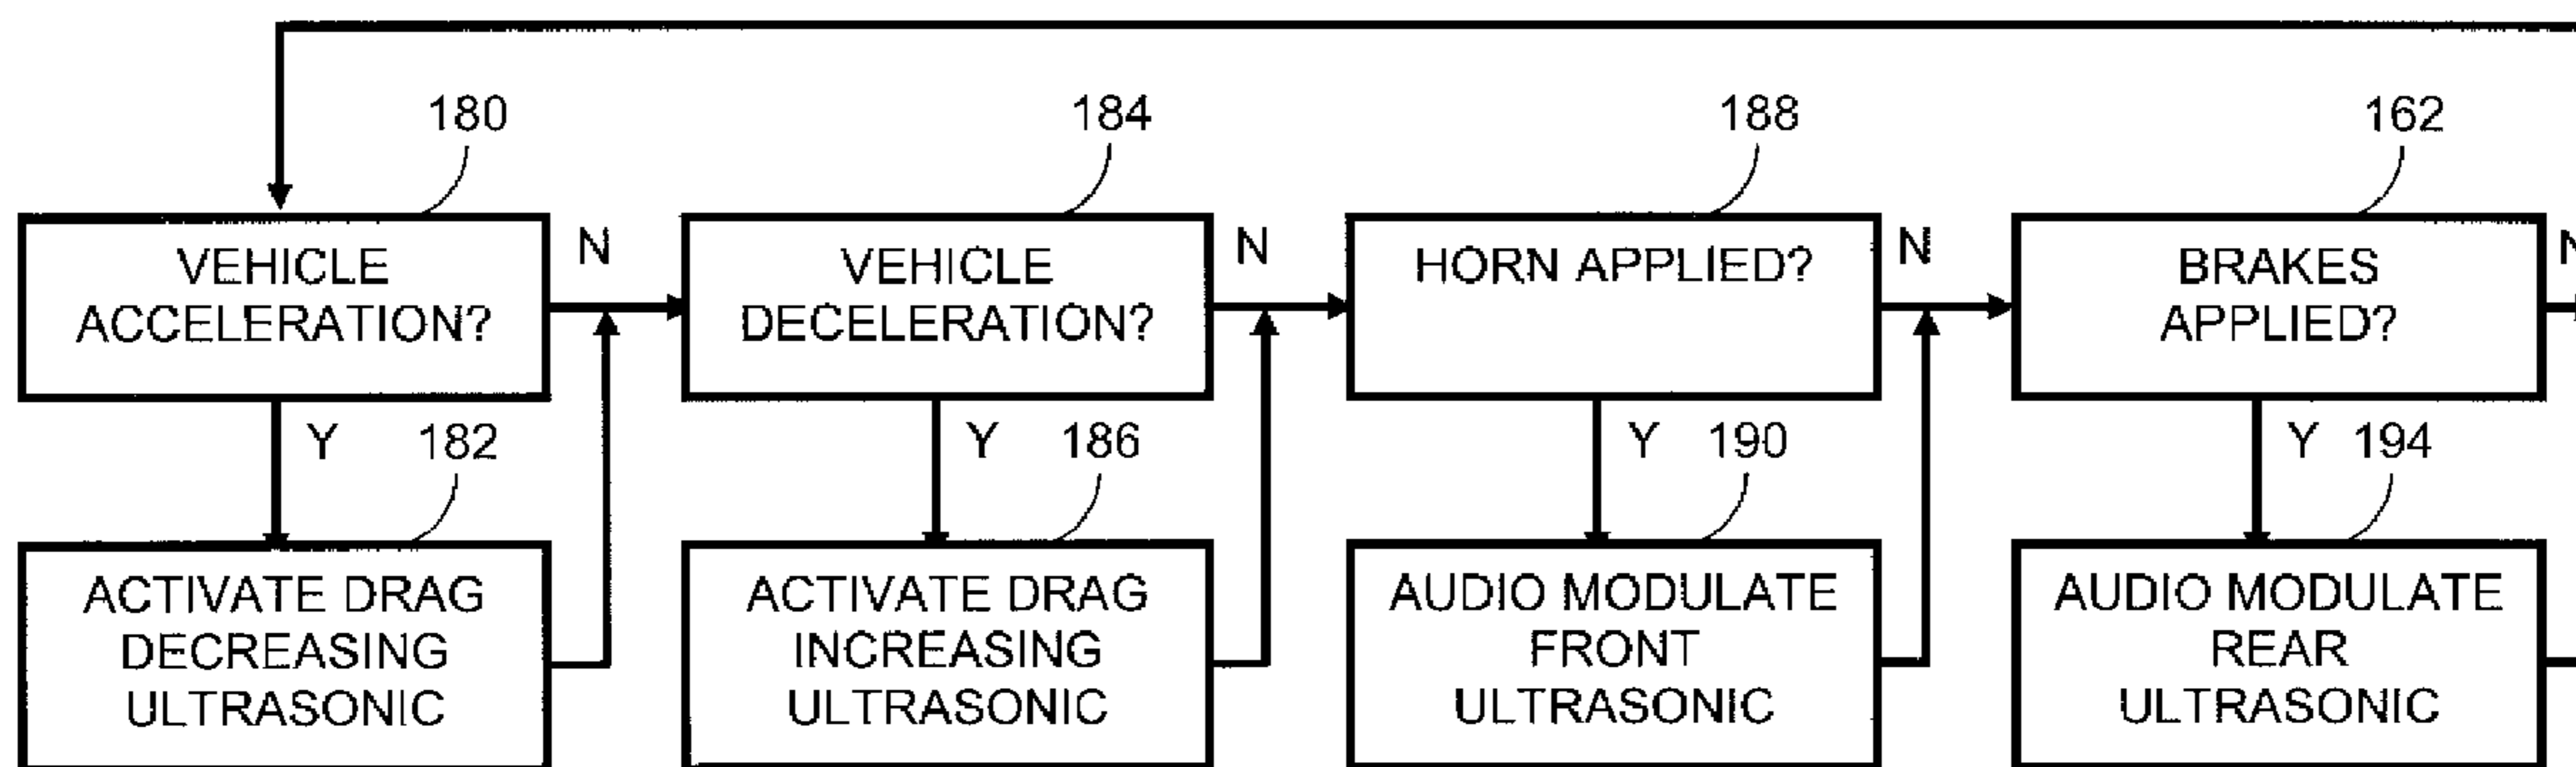 180
184
188
162
VEHICLE
ACCELERATION?
N
VEHICLE
DECELERATION?
N
HORN APPLIED?
N
BRAKES
APPLIED?
N
Y
182
Y
186
Y
190
Y
194
ACTIVATE DRAG
DECREASING
ULTRASONIC
ACTIVATE DRAG
INCREASING
ULTRASONIC
AUDIO MODULATE
FRONT
ULTRASONIC
AUDIO MODULATE
REAR
ULTRASONIC